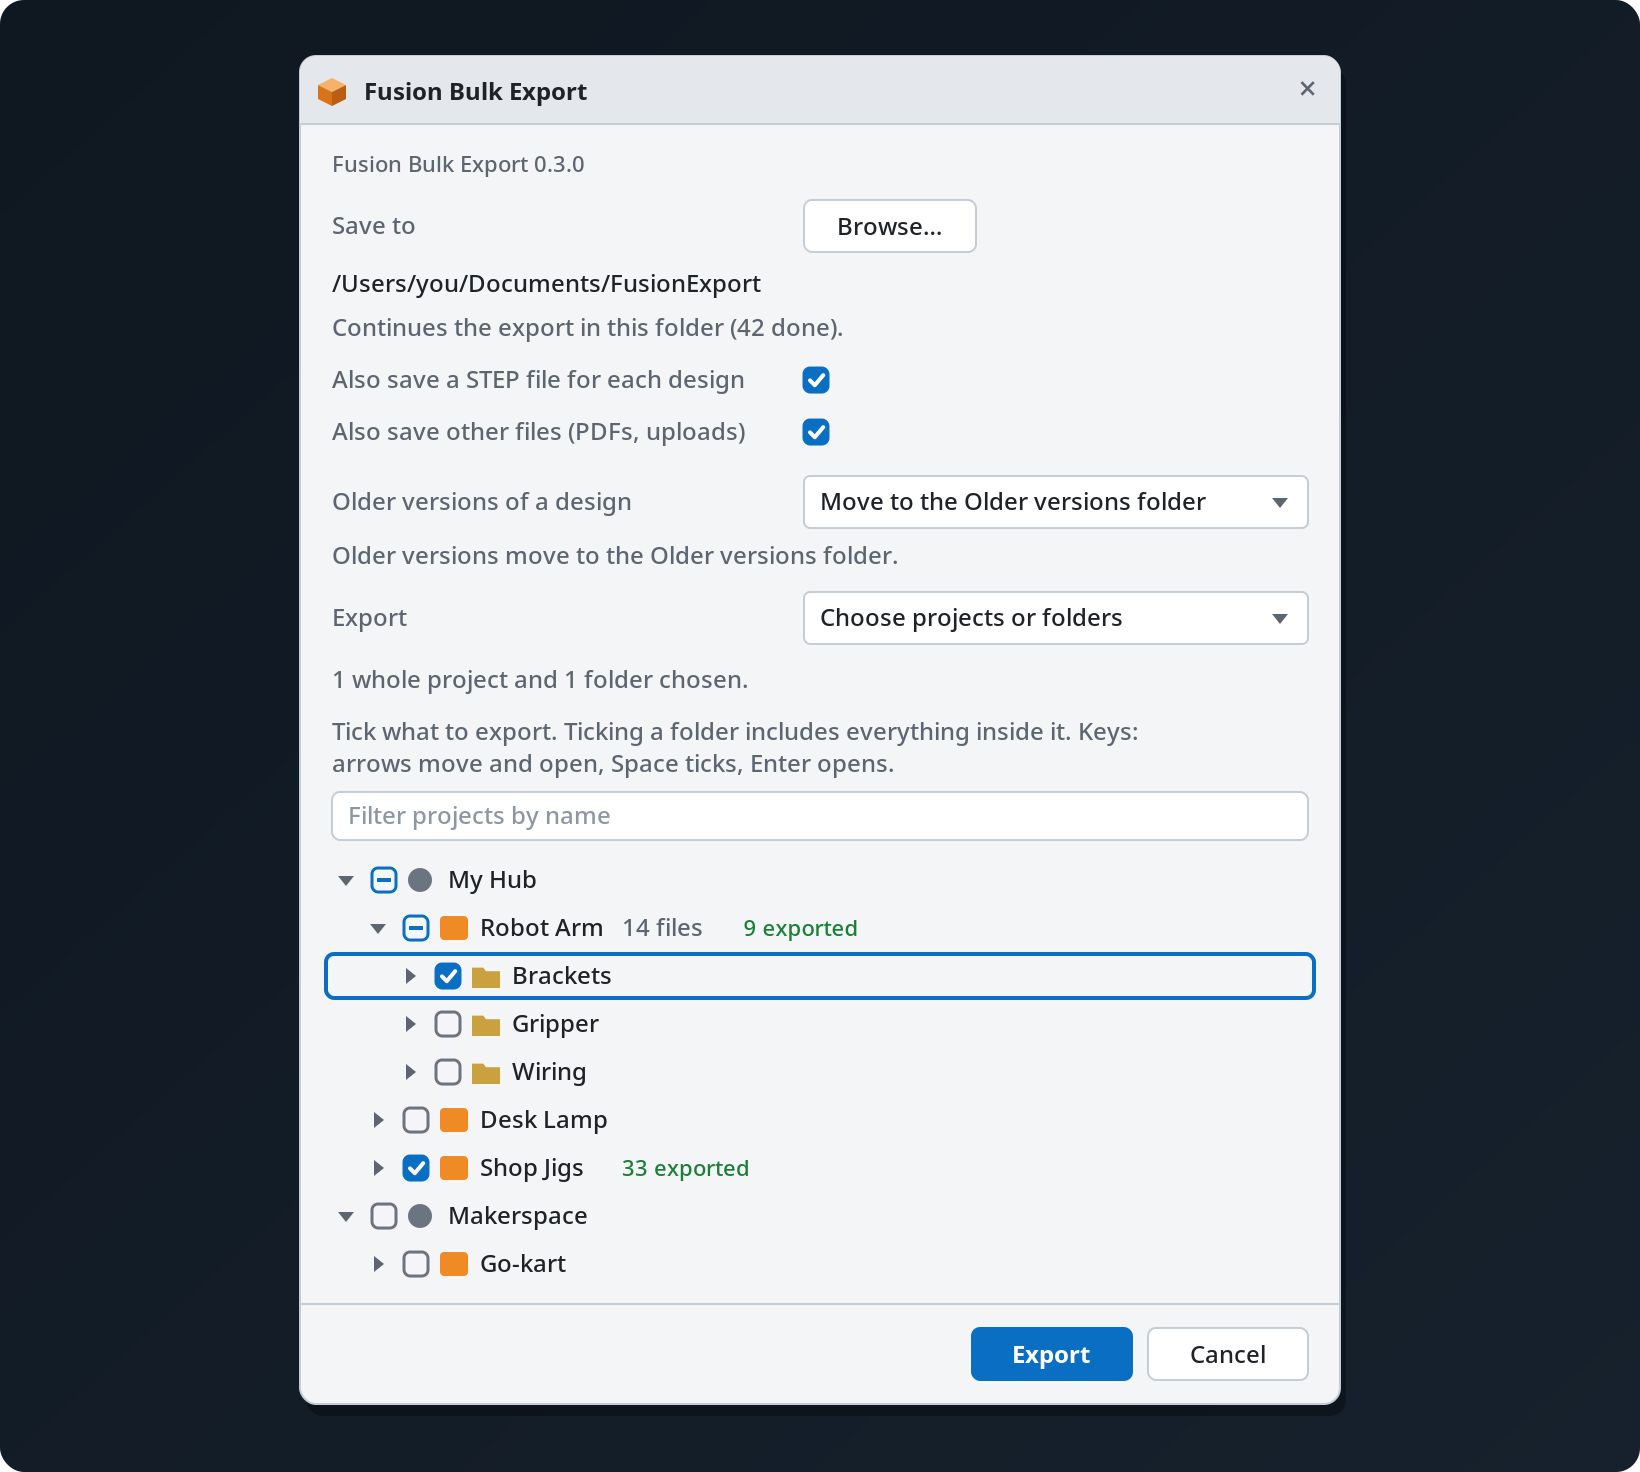 Fusion Bulk Export
Fusion Bulk Export 0.3.0
Save to Browse...
/Users/you/Documents/FusionExport
Continues the export in this folder (42 done).
Also save a STEP file for each design
Also save other files (PDFs, uploads)
Older versions of a design Move to the Older versions folder
Older versions move to the Older versions folder.
Export Choose projects or folders
1 whole project and 1 folder chosen.
Tick what to export. Ticking a folder includes everything inside it. Keys:
arrows move and open, Space ticks, Enter opens.
Filter projects by name
My Hub
Robot Arm 14 files 9 exported
Brackets
Gripper
Wiring
Desk Lamp
Shop Jigs 33 exported
Makerspace
Go-kart
Export Cancel